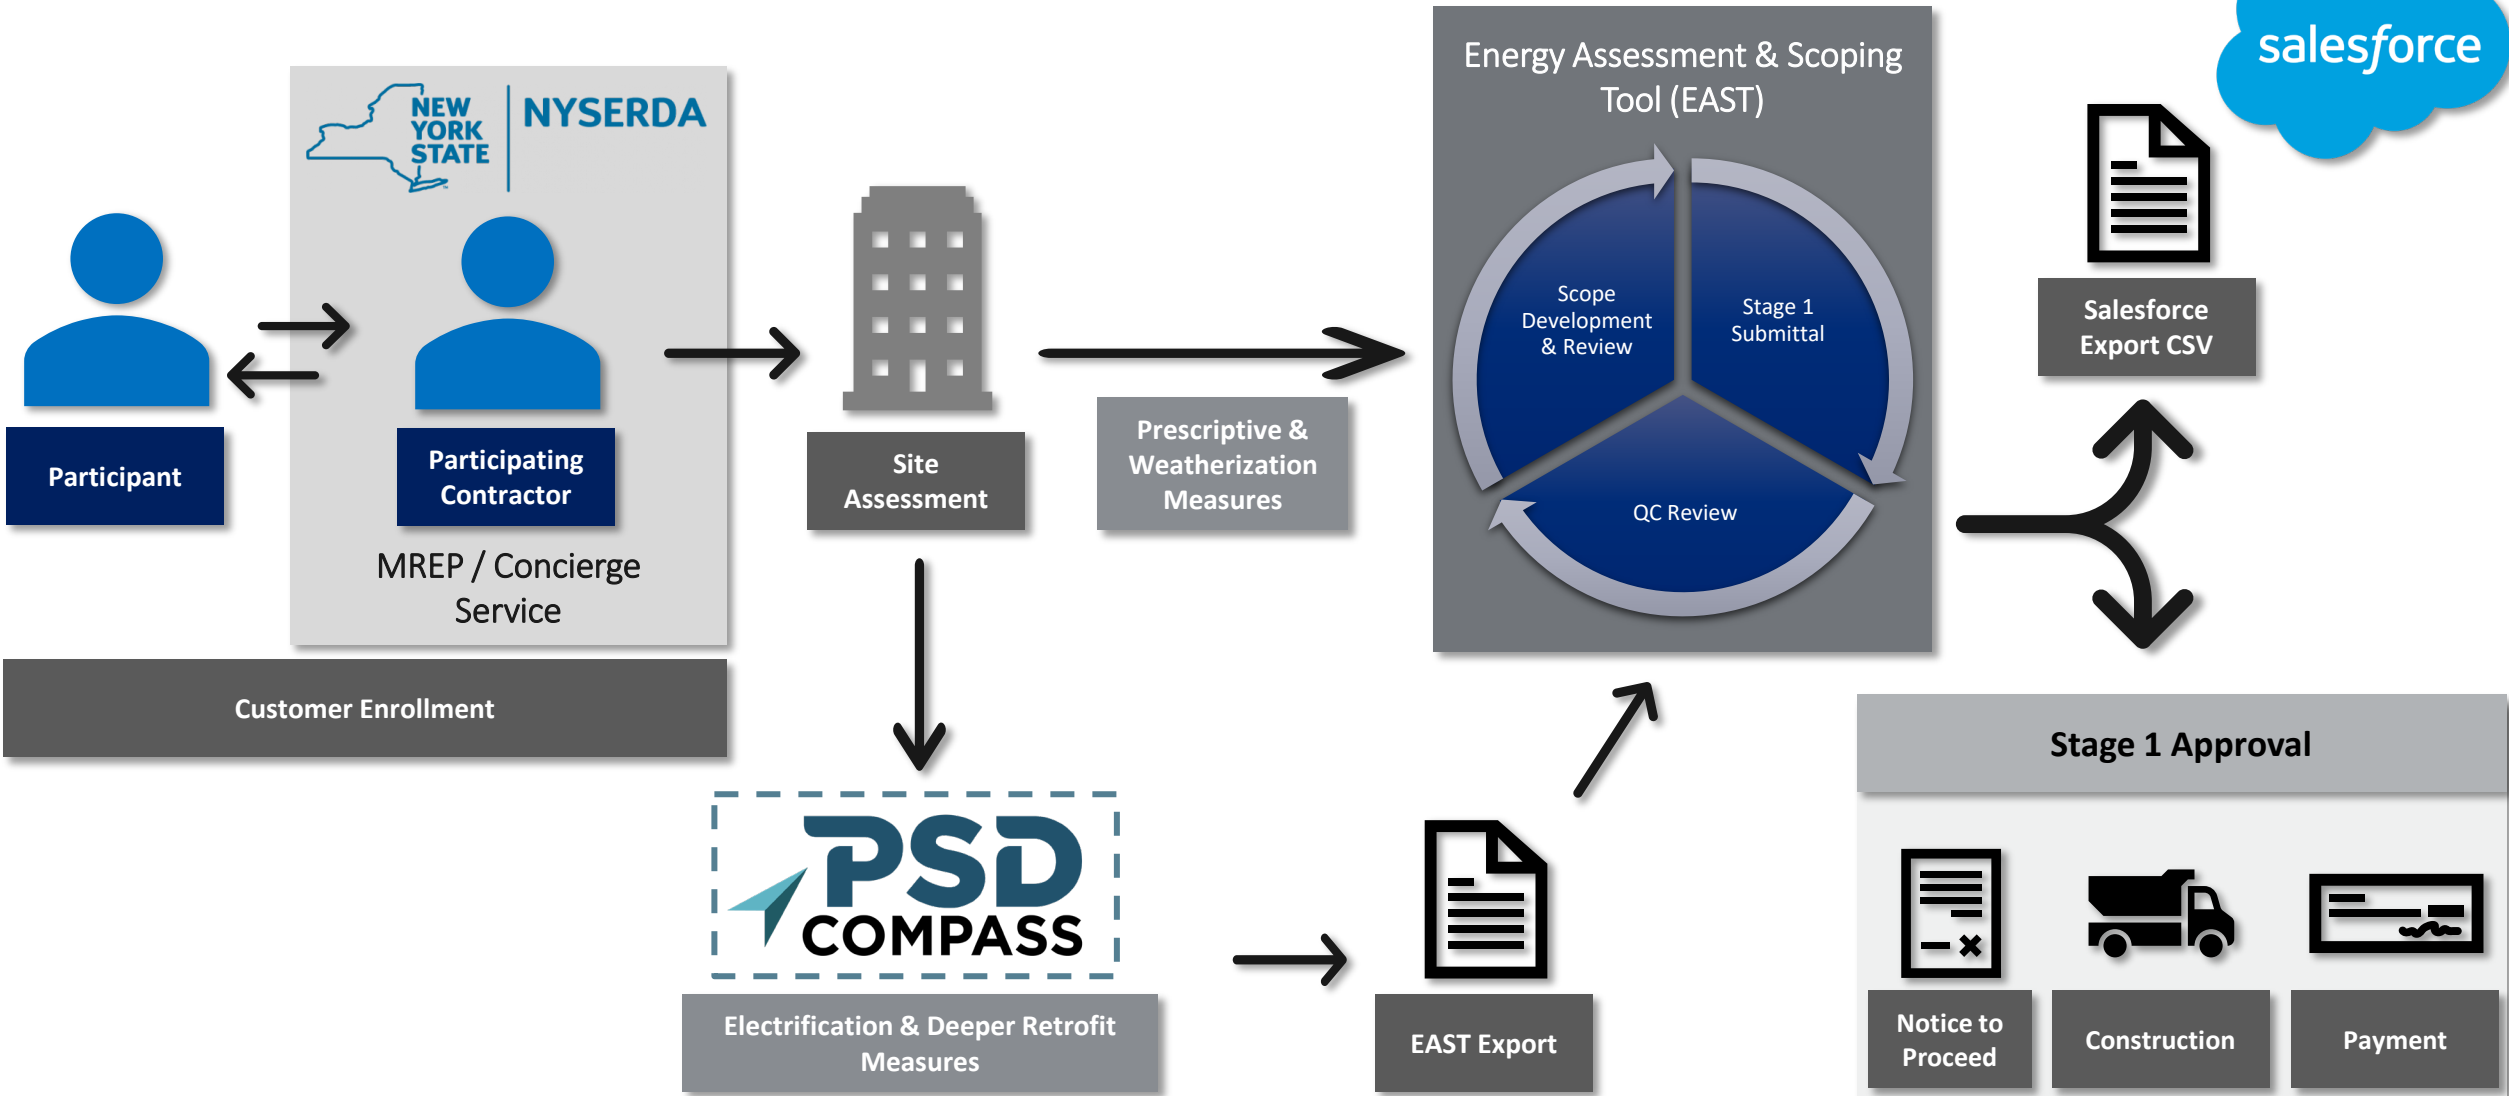 NEW
YORK
STATE
NYSERDA
Participant
Participating
Contractor
MREP / Concierge
Service
Customer Enrollment
Site
Assessment
Prescriptive &
Weatherization
Measures
PSD
COMPASS
Electrification & Deeper Retrofit
Measures
EAST Export
Energy Assessment & Scoping
Tool (EAST)
Scope
Development
& Review
Stage 1
Submittal
QC Review
salesforce
Salesforce
Export CSV
Stage 1 Approval
Notice to
Proceed
Construction
Payment